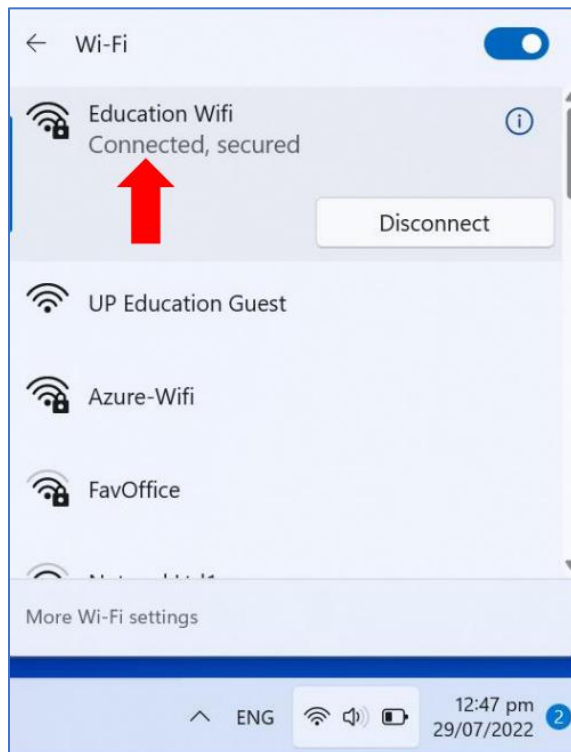 Wi-Fi
Education Wifi
Connected, secured
Disconnect
UP Education Guest
Azure-Wifi
FavOffice
More Wi-Fi settings
ENG
12:47 pm
29/07/2022
2